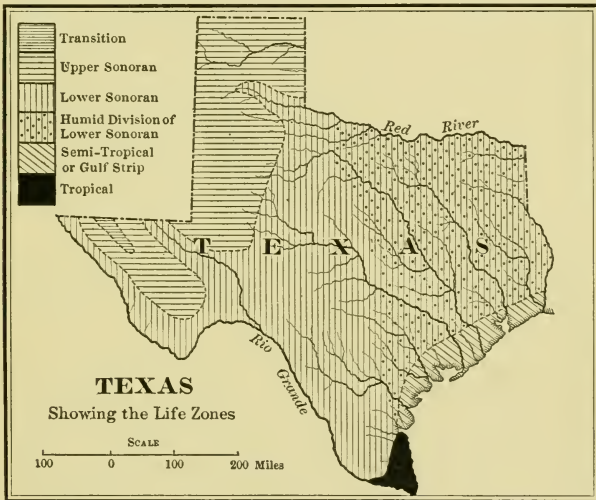 Transition
Upper Sonoran
Lower Sonoran
Humid Division of
Lower Sonoran
Semi-Tropical
or Gulf Strip
Tropical
Red River
TEXAS
Rio Grande
TEXAS
Showing the Life Zones
SCALE
100 0 100 200 Miles